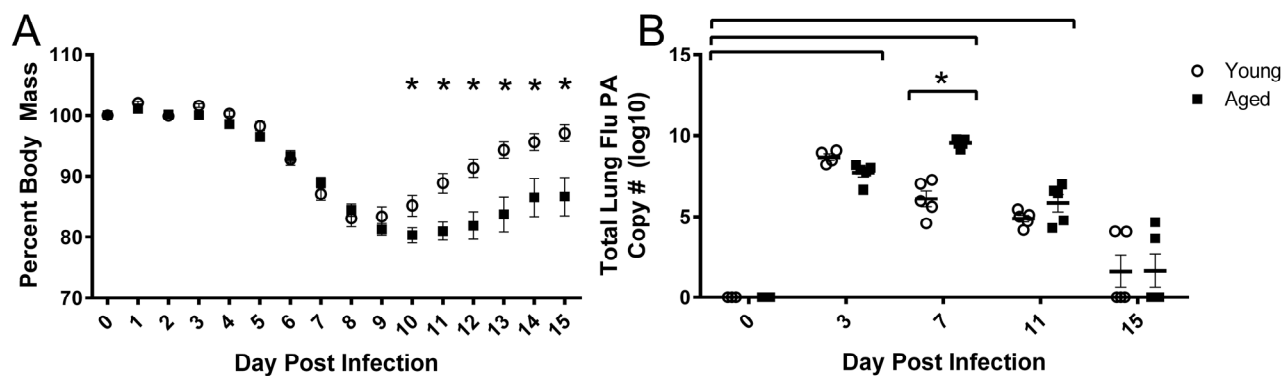 A
Percent Body Mass
110
100
90
80
70
* * * * * *
0 1 2 3 4 5 6 7 8 9 10 11 12 13 14 15
Day Post Infection
B
Total Lung Flu PA
Copy # (log10)
15
10
5
0
*
0 3 7 11 15
Day Post Infection
Young
Aged